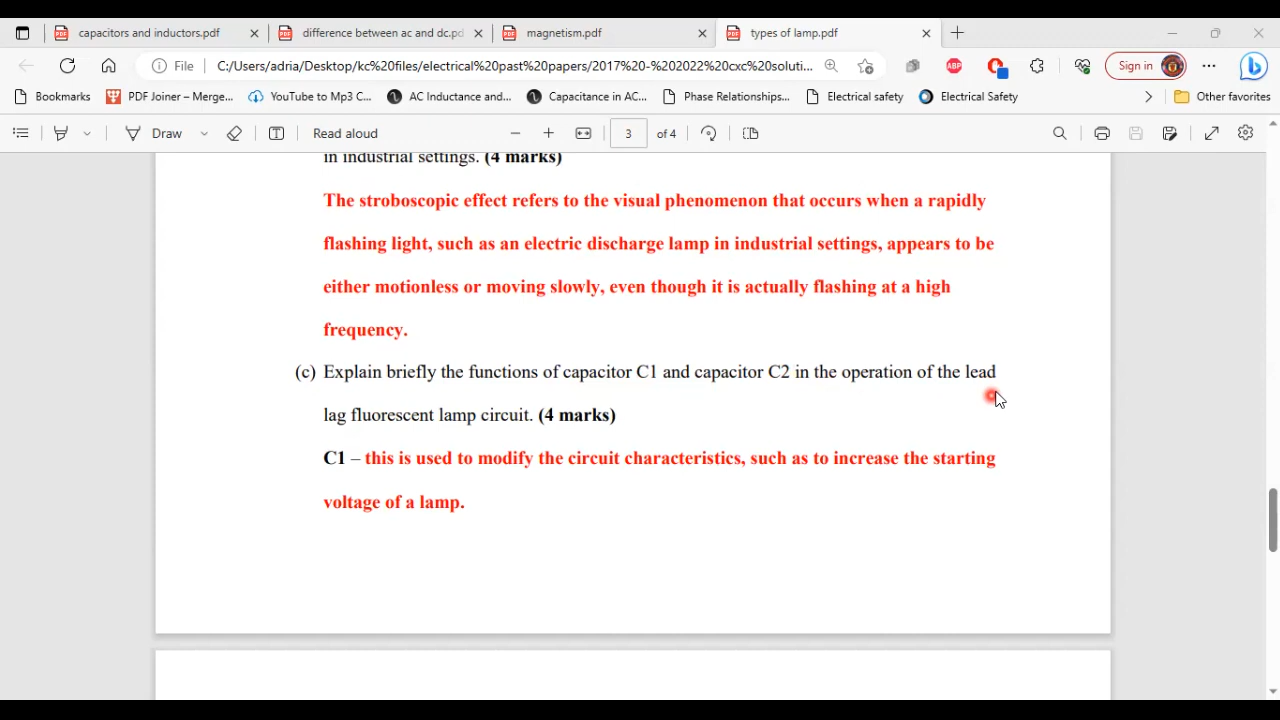 capacitors and inductors.pdf
difference between ac and dc.pd
magnetism.pdf
types of lamp.pdf
File
C:/Users/adria/Desktop/kc%20files/electrical%20past%20papers/2017%20-%202022%20cxc%20soluti...
ABP
Sign in
Bookmarks
PDF Joiner – Merge...
YouTube to Mp3 C...
AC Inductance and...
Capacitance in AC...
Phase Relationships...
Electrical safety
Electrical Safety
Other favorites
Draw
Read aloud
3
of 4
in industrial settings. (4 marks)
The stroboscopic effect refers to the visual phenomenon that occurs when a rapidly
flashing light, such as an electric discharge lamp in industrial settings, appears to be
either motionless or moving slowly, even though it is actually flashing at a high
frequency.
(c) Explain briefly the functions of capacitor C1 and capacitor C2 in the operation of the lead
lag fluorescent lamp circuit. (4 marks)
C1 – this is used to modify the circuit characteristics, such as to increase the starting
voltage of a lamp.